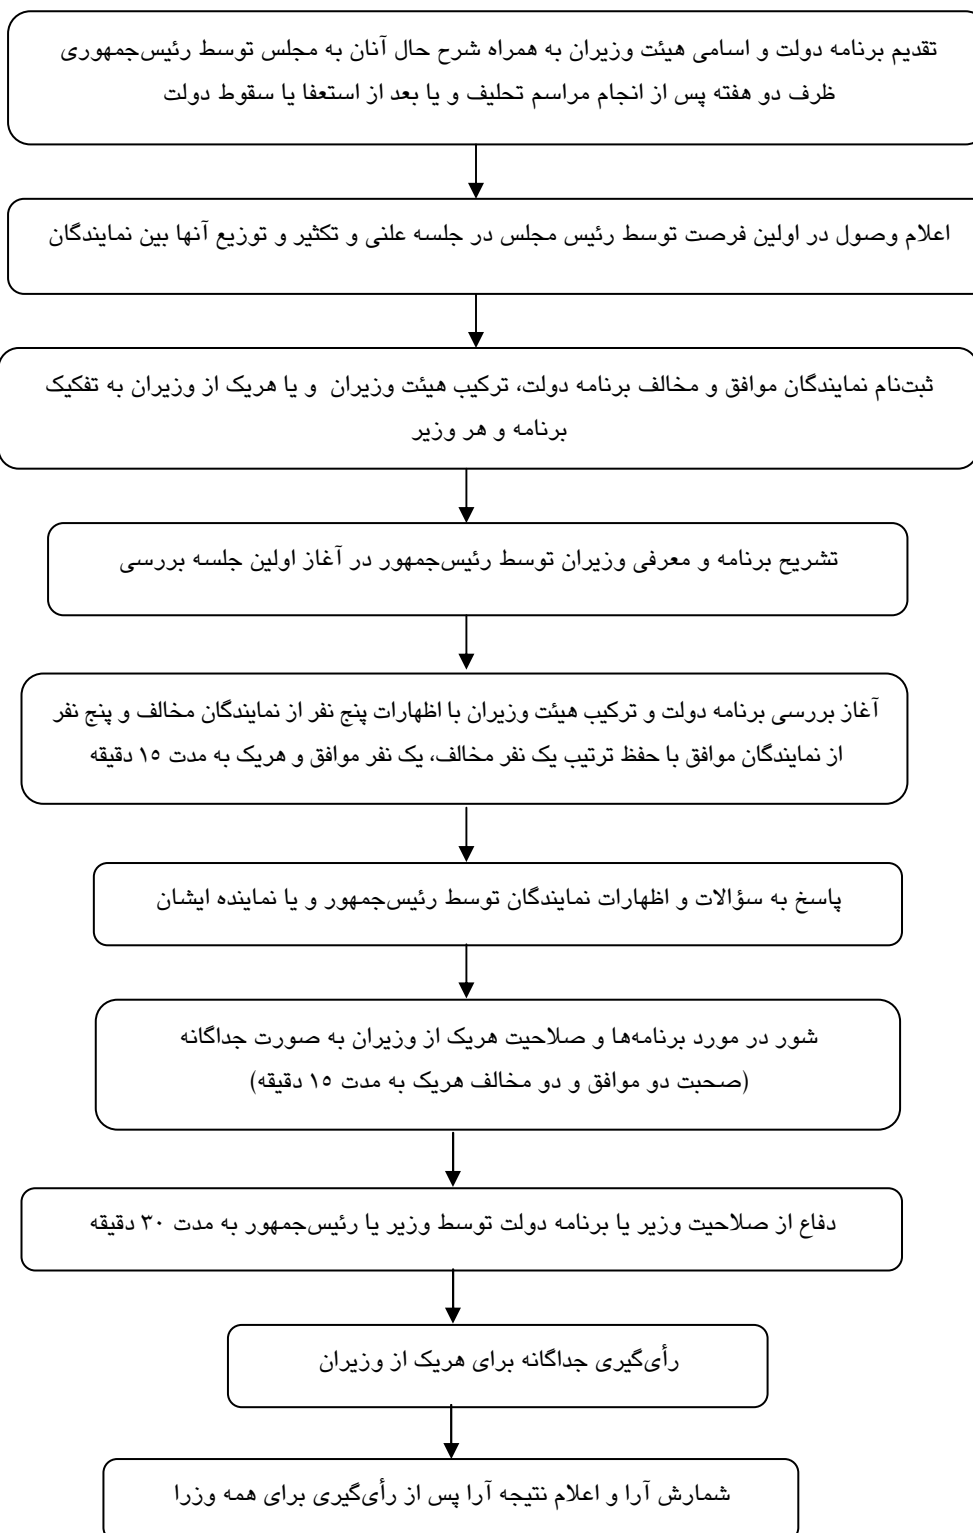 تقدیم برنامه دولت و اسامی هیئت وزیران به همراه شرح حال آنان به مجلس توسط رئیس‌جمهوری
ظرف دو هفته پس از انجام مراسم تحلیف و یا بعد از استعفا یا سقوط دولت
اعلام وصول در اولین فرصت توسط رئیس مجلس در جلسه علنی و تکثیر و توزیع آنها بین نمایندگان
ثبت‌نام نمایندگان موافق و مخالف برنامه دولت، ترکیب هیئت وزیران و یا هریک از وزیران به تفکیک
برنامه و هر وزیر
تشریح برنامه و معرفی وزیران توسط رئیس‌جمهور در آغاز اولین جلسه بررسی
آغاز بررسی برنامه دولت و ترکیب هیئت وزیران با اظهارات پنج نفر از نمایندگان مخالف و پنج نفر
از نمایندگان موافق با حفظ ترتیب یک نفر مخالف، یک نفر موافق و هریک به مدت ۱۵ دقیقه
پاسخ به سؤالات و اظهارات نمایندگان توسط رئیس‌جمهور و یا نماینده ایشان
شور در مورد برنامه‌ها و صلاحیت هریک از وزیران به صورت جداگانه
(صحبت دو موافق و دو مخالف هریک به مدت ۱۵ دقیقه)
دفاع از صلاحیت وزیر یا برنامه دولت توسط وزیر یا رئیس‌جمهور به مدت ۳۰ دقیقه
رأی‌گیری جداگانه برای هریک از وزیران
شمارش آرا و اعلام نتیجه آرا پس از رأی‌گیری برای همه وزرا